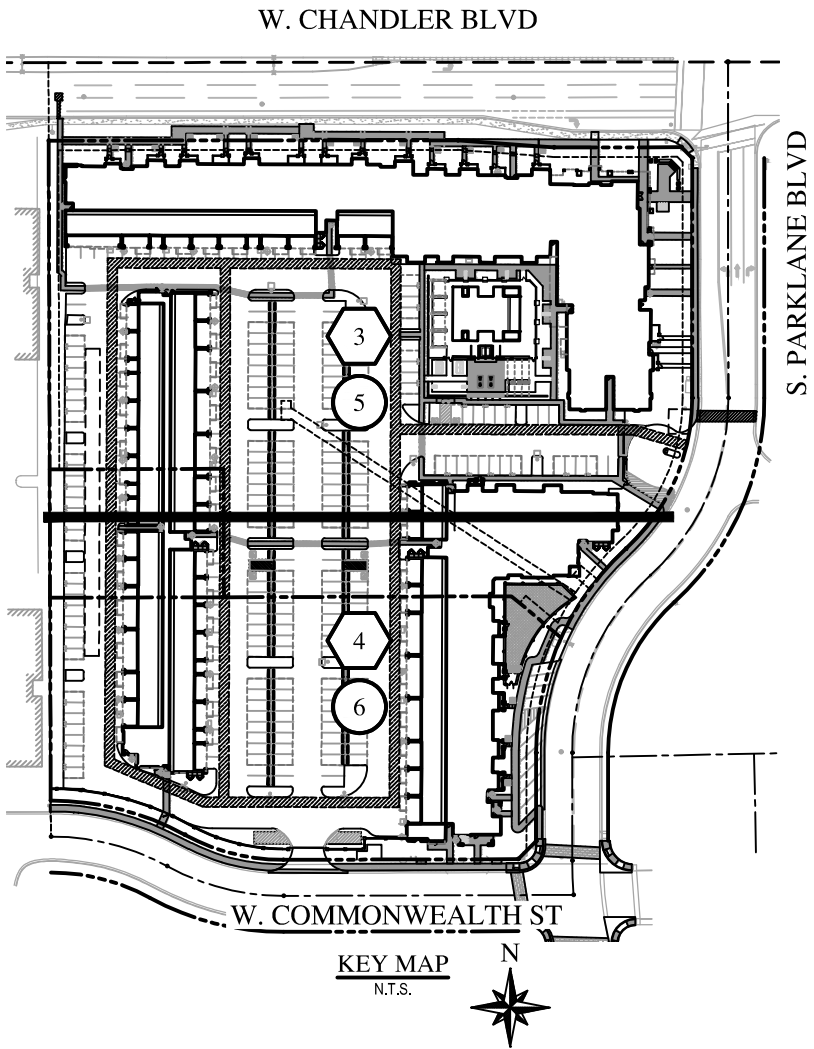 W. CHANDLER BLVD
S. PARKLANE BLVD
3
5
4
6
W. COMMONWEALTH ST
KEY MAP
N.T.S.
N